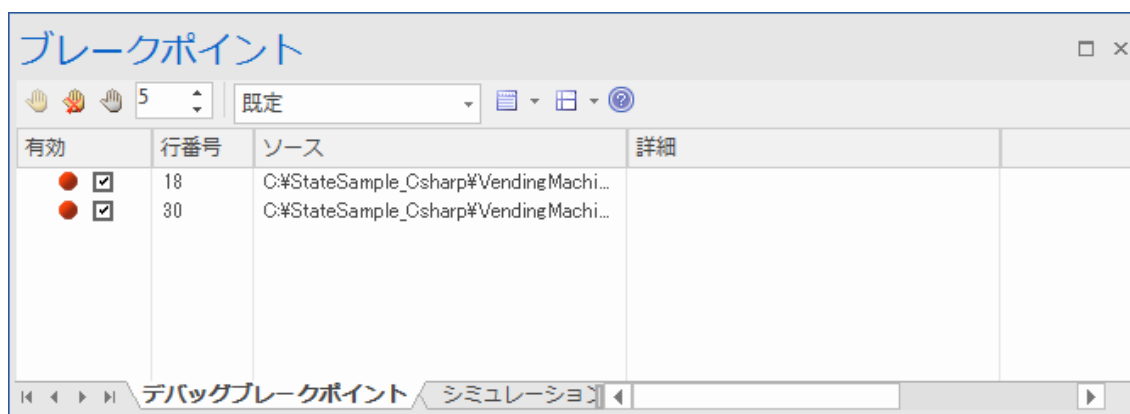 ブレークポイント
5 既定
有効 行番号 ソース 詳細
18 C:¥StateSample_Csharp¥VendingMachi...
30 C:¥StateSample_Csharp¥VendingMachi...
デバッグブレークポイント シミュレーション